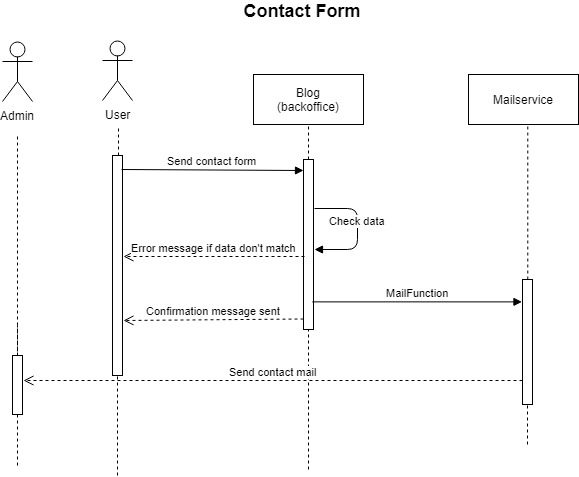 Contact Form
Admin
User
Blog
(backoffice)
Mailservice
Send contact form
Check data
Error message if data don't match
MailFunction
Confirmation message sent
Send contact mail